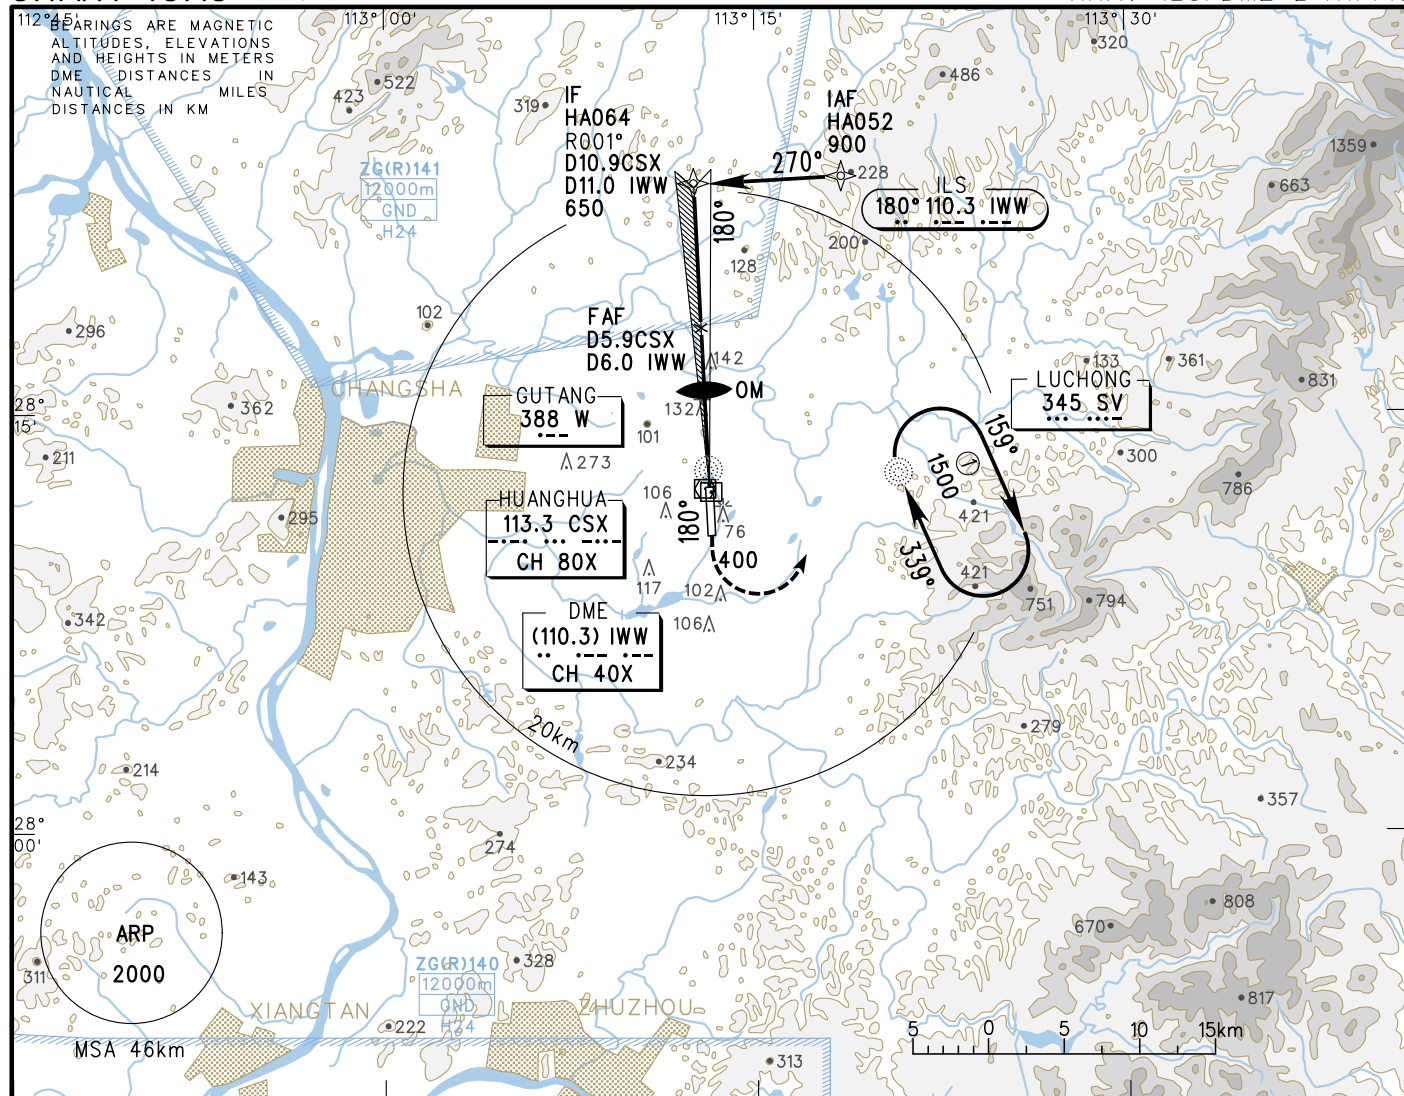 112°45'
113°00'
113°15'
113°30'
BEARINGS ARE MAGNETIC
ALTITUDES, ELEVATIONS
AND HEIGHTS IN METERS
DME DISTANCES IN
NAUTICAL MILES
DISTANCES IN KM
522
423
319
486
320
1359
663
IF
HA064
R001°
D10.9CSX
D11.0 IWW
650
IAF
HA052
900
270°
228
ZG(R)141
12000m
GND
H24
ILS
180° 110.3 IWW
180°
200
128
296
102
FAF
D5.9CSX
D6.0 IWW
142
133
361
831
300
CHANGSHA
362
28°
15'
GUTANG
388 W
132
OM
101
LUCHONG
345 SV
159°
1
1500
300
786
211
273
295
HUANGHUA
113.3 CSX
CH 80X
106
180°
76
421
339°
421
400
117
102
106
751
794
DME
(110.3) IWW
CH 40X
342
20km
234
279
214
357
28°
00'
274
143
ARP
2000
311
328
808
670
817
ZG(R)140
12000m
GND
H24
XIANGTAN
222
ZHUZHOU
MSA 46km
313
5 0 5 10 15km